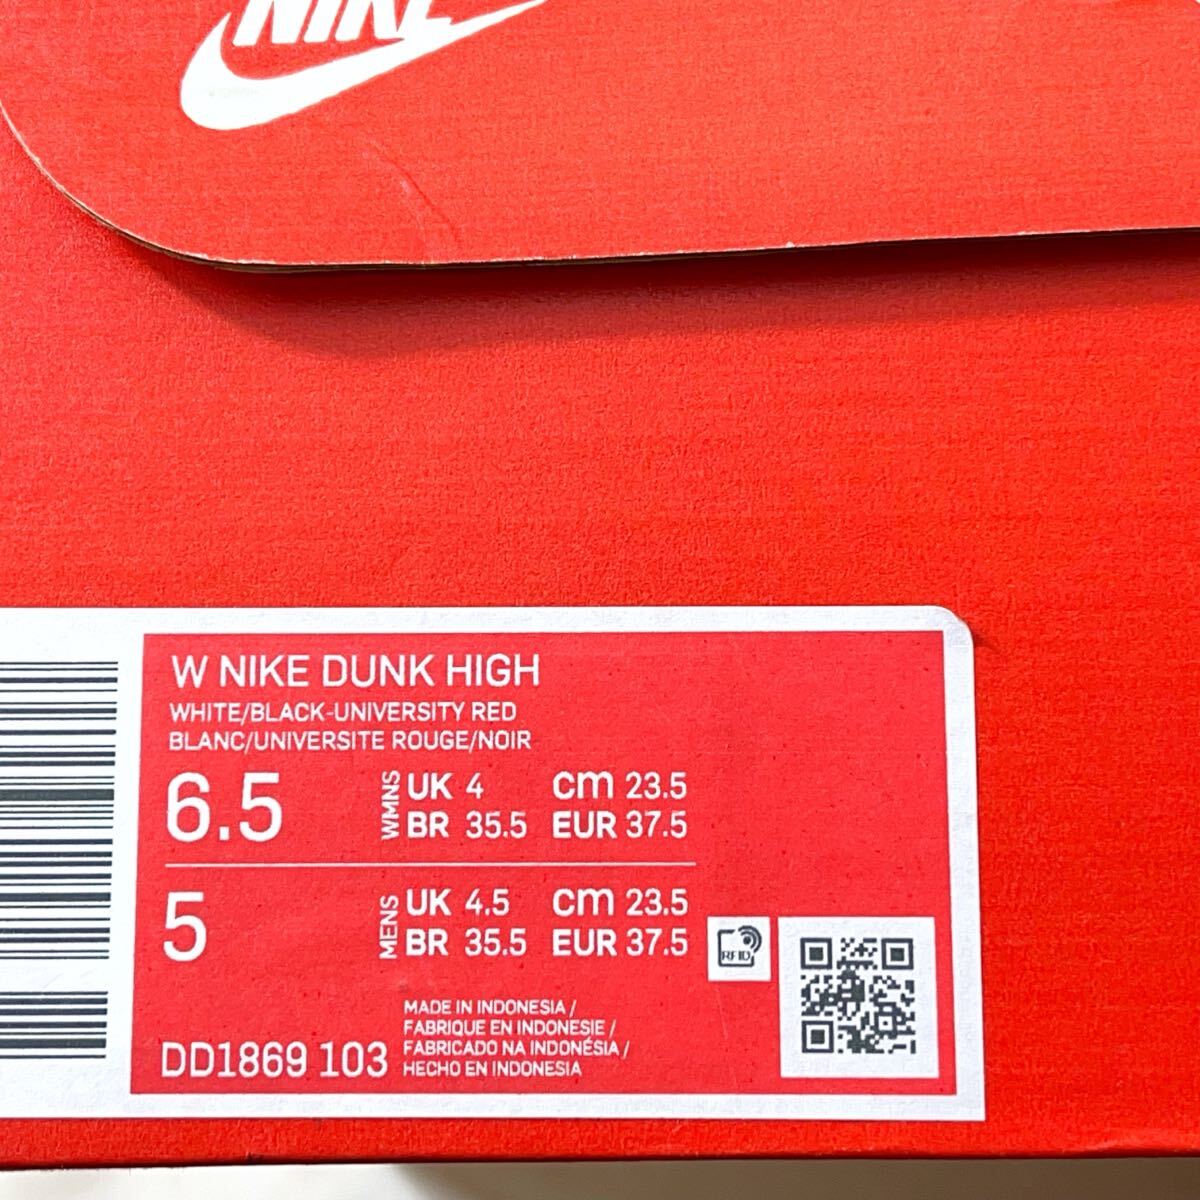 NIKE
W NIKE DUNK HIGH
WHITE/BLACK-UNIVERSITY RED
BLANC/UNIVERSITE ROUGE/NOIR
6.5 WMNS UK 4 cm 23.5
BR 35.5 EUR 37.5
5 MENS UK 4.5 cm 23.5
BR 35.5 EUR 37.5
RFID
MADE IN INDONESIA /
FABRIQUE EN INDONESIE /
FABRICADO NA INDONÉSIA /
HECHO EN INDONESIA
DD1869 103